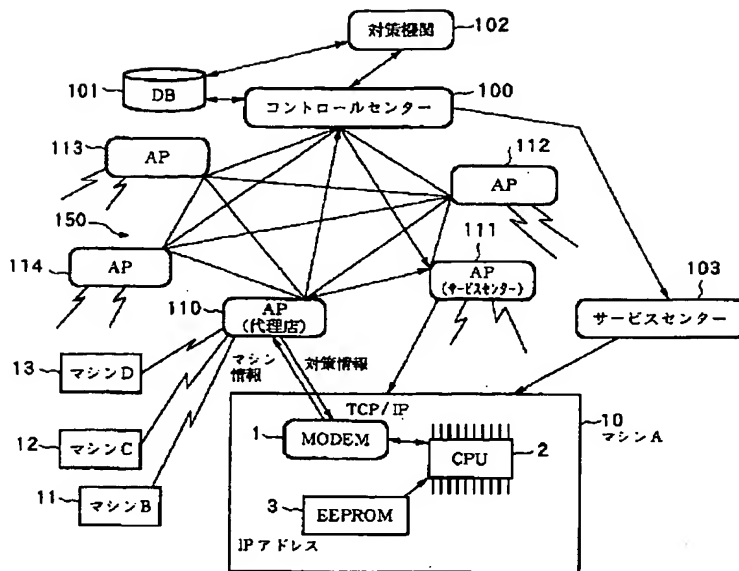 対策機関
102
101
DB
コントロールセンター
100
113
AP
112
AP
150
111
114
AP
AP
(サービスセンター)
103
110
AP
(代理店)
サービスセンター
13
マシンD
マシン
情報
対策情報
TCP/IP
10
マシンA
12
マシンC
1
MODEM
CPU
2
11
マシンB
3
EEPROM
IPアドレス